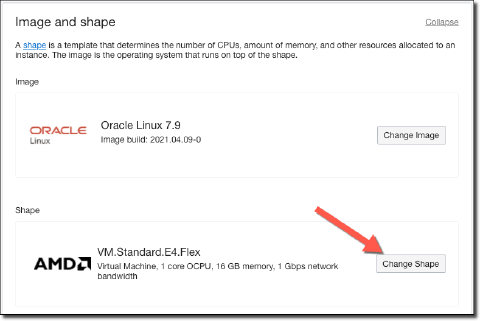 Image and shape
Collapse
A shape is a template that determines the number of CPUs, amount of memory, and other resources allocated to an
instance. The image is the operating system that runs on top of the shape.
Image
ORACLE
Linux
Oracle Linux 7.9
Image build: 2021.04.09-0
Change Image
Shape
AMD
VM.Standard.E4.Flex
Virtual Machine, 1 core OCPU, 16 GB memory, 1 Gbps network
bandwidth
Change Shape